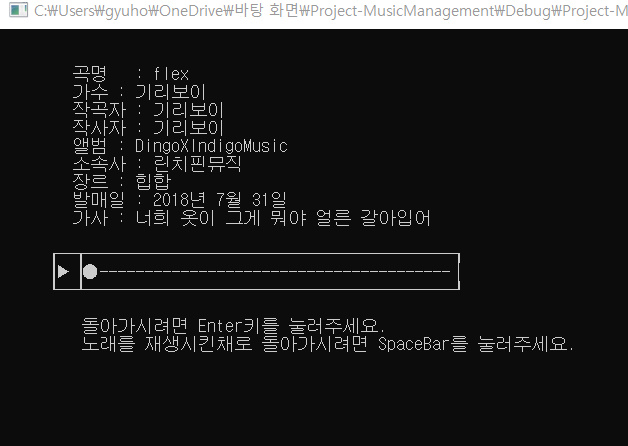 C:₩Users₩gyuho₩OneDrive₩바탕 화면₩Project-MusicManagement₩Debug₩Project-M
곡명 : flex
가수 : 기리보이
작곡자 : 기리보이
작사자 : 기리보이
앨범 : DingoXIndigoMusic
소속사 : 린치핀뮤직
장르 : 힙합
발매일 : 2018년 7월 31일
가사 : 너희 옷이 그게 뭐야 얼른 갈아입어
▶ ●---------------------------------------
돌아가시려면 Enter키를 눌러주세요.
노래를 재생시킨채로 돌아가시려면 SpaceBar를 눌러주세요.